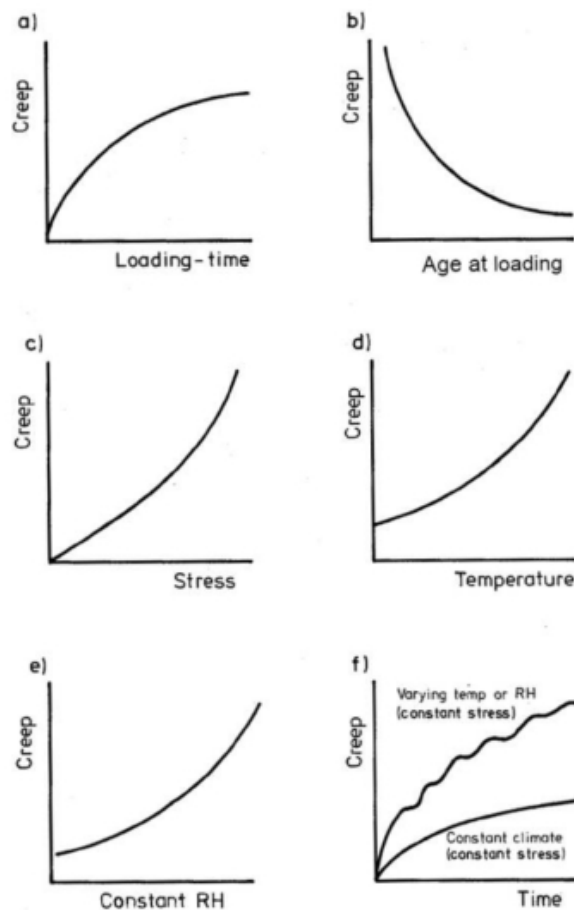 a)
Creep
Loading-time
b)
Creep
Age at loading
c)
Creep
Stress
d)
Creep
Temperature
e)
Creep
Constant RH
f)
Creep
Varying temp or RH
(constant stress)
Constant climate
(constant stress)
Time